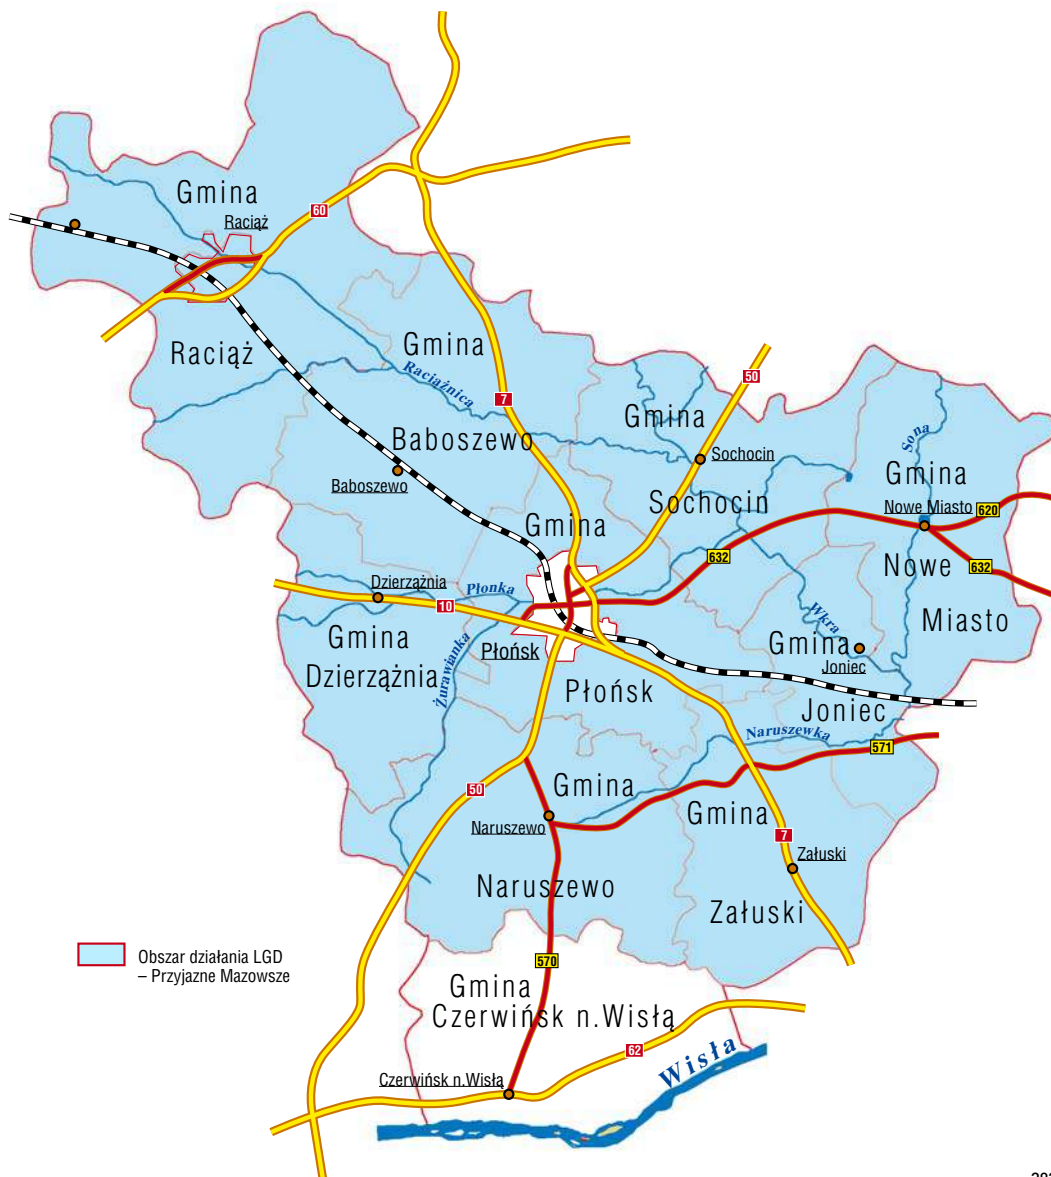 Gmina
Raciąż
60
Raciąż
Gmina
Raciążnica
7
Baboszewo
Baboszewo
50
Gmina
Sochocin
Sochocin
Sona
Gmina
Nowe Miasto
620
Nowe
632
Miasto
Gmina
632
Dzierzążnia
10
Płonka
Gmina
Dzierzążnia
Żurawianka
Płońsk
Płońsk
Wkra
Gmina
Joniec
Joniec
Naruszewka
571
50
Gmina
Naruszewo
Naruszewo
Gmina
7
Załuski
Załuski
Obszar działania LGD
– Przyjazne Mazowsze
570
Gmina
Czerwińsk n.Wisłą
62
Wisła
Czerwińsk n.Wisłą